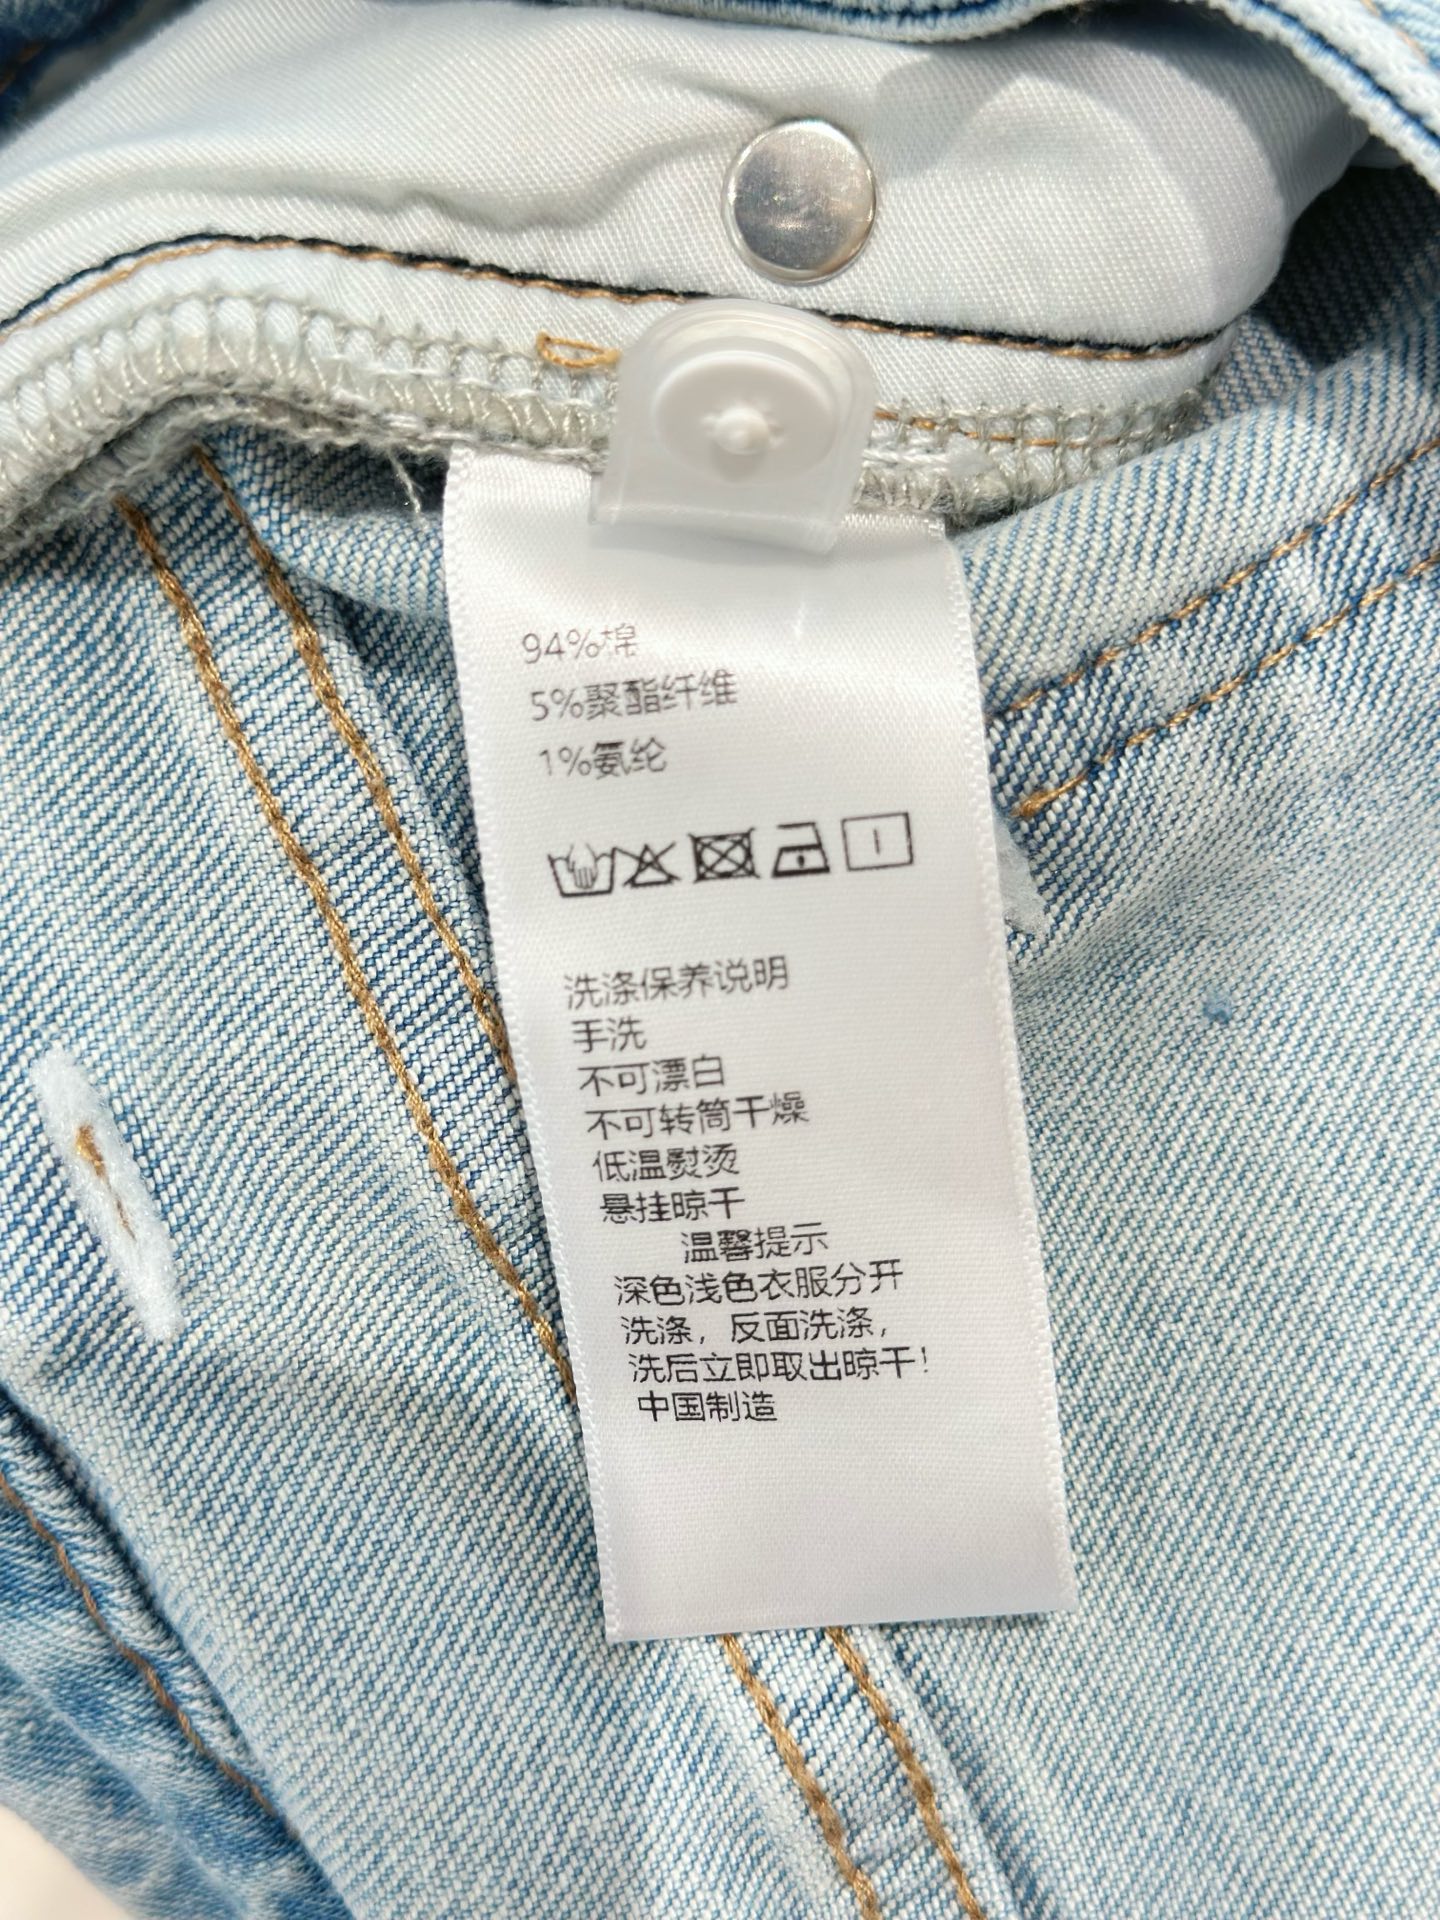 94%棉
5%聚酯纤维
1%氨纶
洗涤保养说明
手洗
不可漂白
不可转筒干燥
低温熨烫
悬挂晾干
温馨提示
深色浅色衣服分开
洗涤，反面洗涤，
洗后立即取出晾干！
中国制造